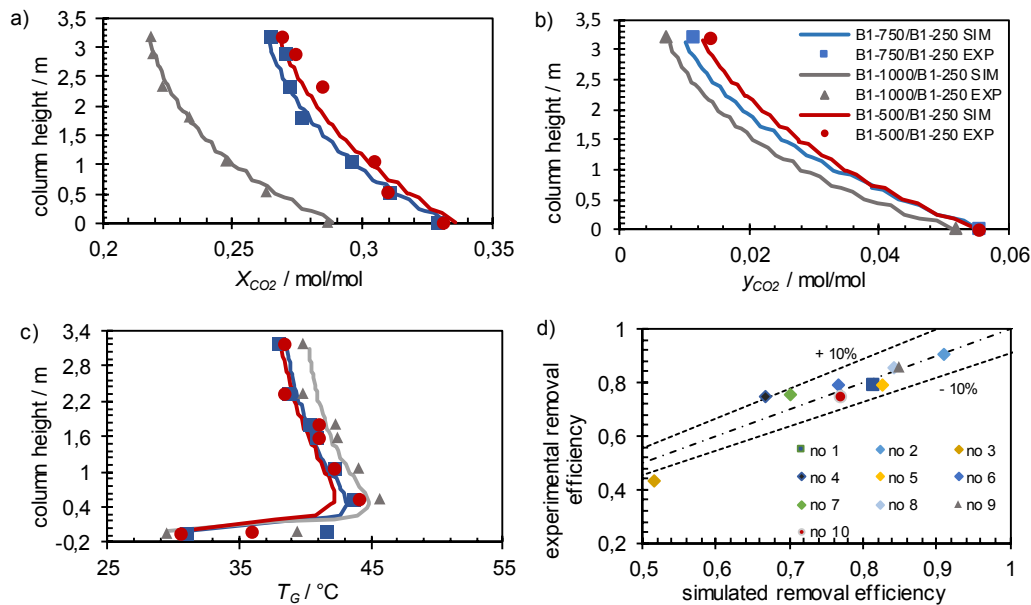 a)
3,5
3
2,5
2
1,5
1
0,5
0
column height / m
0,2
0,25
0,3
0,35
X_CO2 / mol/mol
b)
3,5
3
2,5
2
1,5
1
0,5
0
column height / m
0
0,02
0,04
0,06
y_CO2 / mol/mol
B1-750/B1-250 SIM
B1-750/B1-250 EXP
B1-1000/B1-250 SIM
B1-1000/B1-250 EXP
B1-500/B1-250 SIM
B1-500/B1-250 EXP
c)
3,4
2,8
2,2
1,6
1
0,4
-0,2
column height / m
25
35
45
55
T_G / °C
d)
1
0,8
0,6
0,4
0,2
experimental removal
efficiency
0,5
0,6
0,7
0,8
0,9
1
simulated removal efficiency
+ 10%
- 10%
no 1
no 2
no 3
no 4
no 5
no 6
no 7
no 8
no 9
no 10